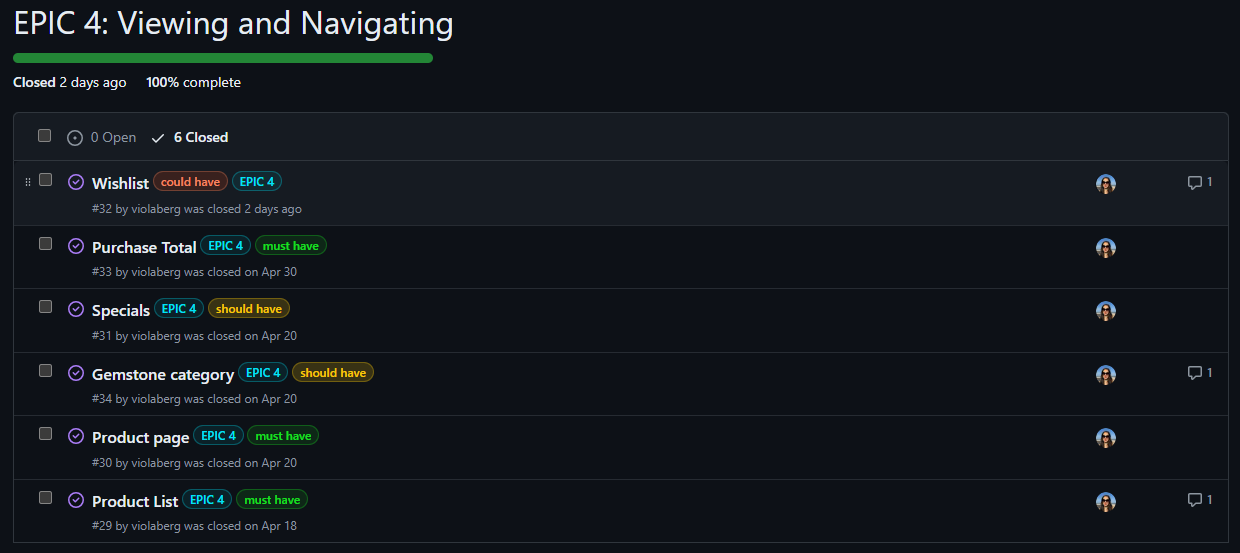 EPIC 4: Viewing and Navigating
Closed 2 days ago 100% complete
0 Open 6 Closed
Wishlist could have EPIC 4 1
#32 by violaberg was closed 2 days ago
Purchase Total EPIC 4 must have
#33 by violaberg was closed on Apr 30
Specials EPIC 4 should have
#31 by violaberg was closed on Apr 20
Gemstone category EPIC 4 should have 1
#34 by violaberg was closed on Apr 20
Product page EPIC 4 must have
#30 by violaberg was closed on Apr 20
Product List EPIC 4 must have 1
#29 by violaberg was closed on Apr 18